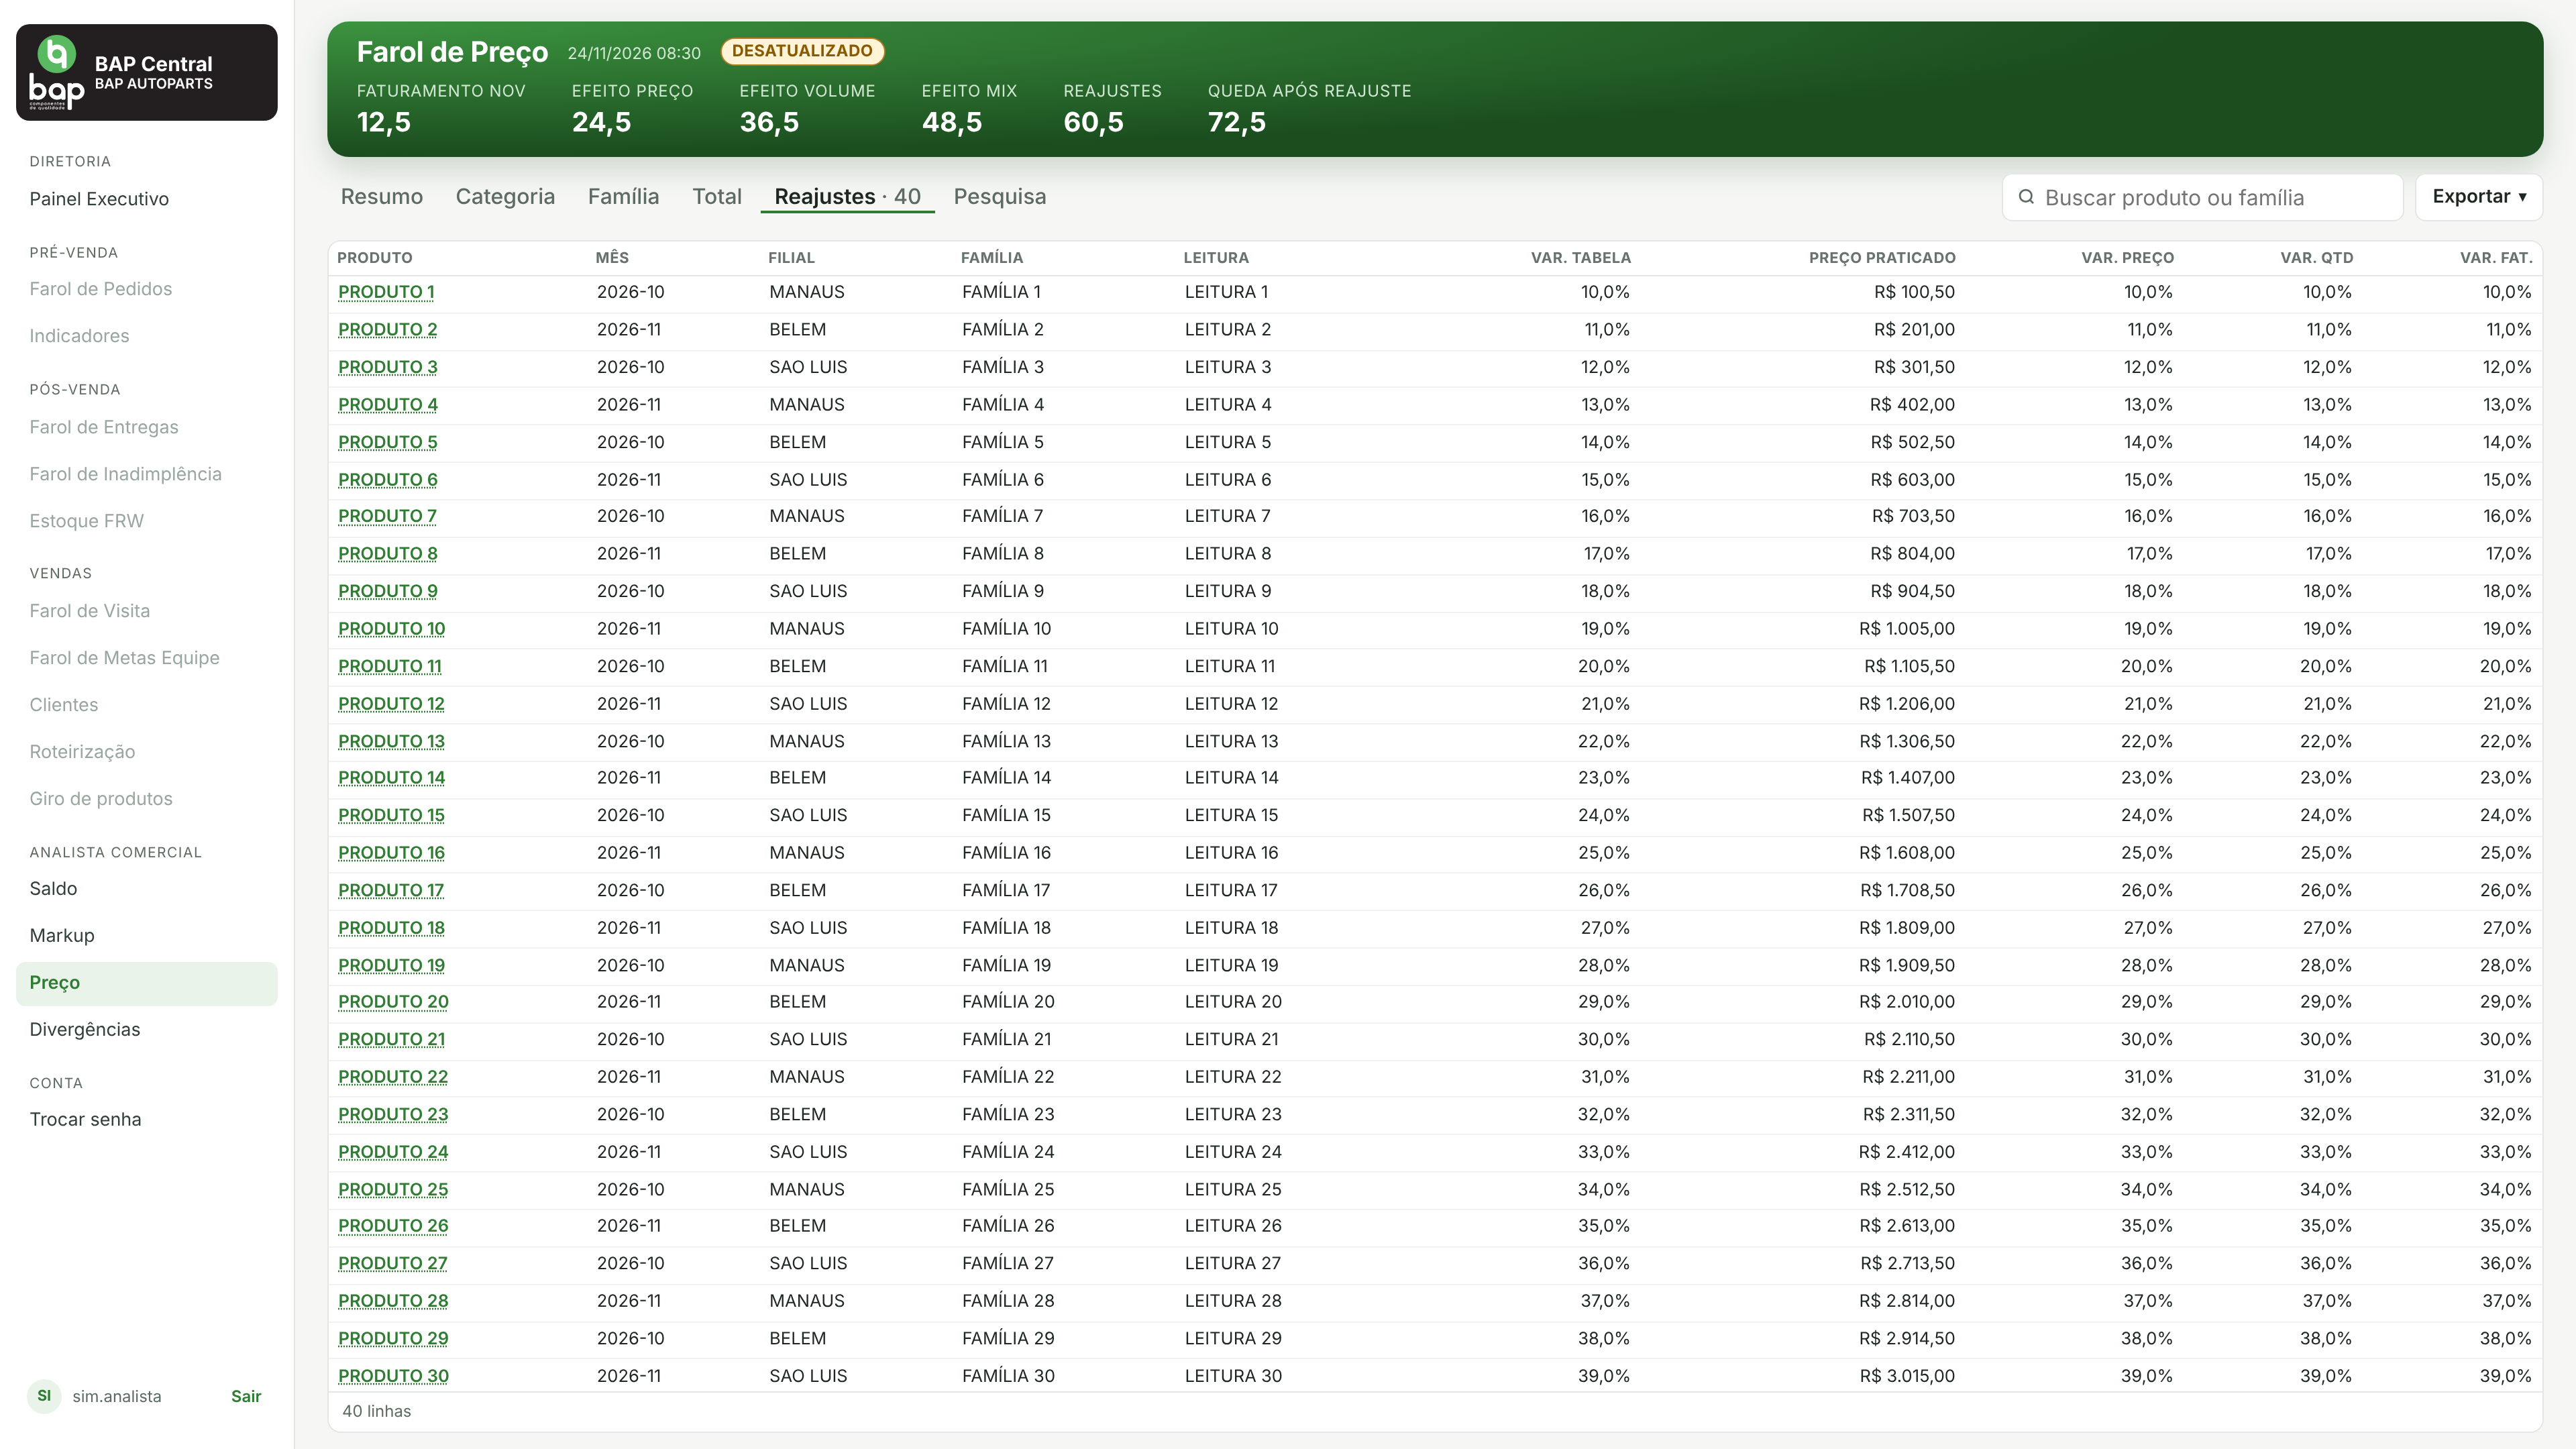 bap
componentes de qualidade
BAP Central
BAP AUTOPARTS
DIRETORIA
Painel Executivo
PRÉ-VENDA
Farol de Pedidos
Indicadores
PÓS-VENDA
Farol de Entregas
Farol de Inadimplência
Estoque FRW
VENDAS
Farol de Visita
Farol de Metas Equipe
Clientes
Roteirização
Giro de produtos
ANALISTA COMERCIAL
Saldo
Markup
Preço
Divergências
CONTA
Trocar senha
SI sim.analista Sair
Farol de Preço 24/11/2026 08:30 DESATUALIZADO
FATURAMENTO NOV EFEITO PREÇO EFEITO VOLUME EFEITO MIX REAJUSTES QUEDA APÓS REAJUSTE
12,5 24,5 36,5 48,5 60,5 72,5
Resumo Categoria Família Total Reajustes · 40 Pesquisa Buscar produto ou família Exportar ▾
PRODUTO MÊS FILIAL FAMÍLIA LEITURA VAR. TABELA PREÇO PRATICADO VAR. PREÇO VAR. QTD VAR. FAT.
PRODUTO 1 2026-10 MANAUS FAMÍLIA 1 LEITURA 1 10,0% R$ 100,50 10,0% 10,0% 10,0%
PRODUTO 2 2026-11 BELEM FAMÍLIA 2 LEITURA 2 11,0% R$ 201,00 11,0% 11,0% 11,0%
PRODUTO 3 2026-10 SAO LUIS FAMÍLIA 3 LEITURA 3 12,0% R$ 301,50 12,0% 12,0% 12,0%
PRODUTO 4 2026-11 MANAUS FAMÍLIA 4 LEITURA 4 13,0% R$ 402,00 13,0% 13,0% 13,0%
PRODUTO 5 2026-10 BELEM FAMÍLIA 5 LEITURA 5 14,0% R$ 502,50 14,0% 14,0% 14,0%
PRODUTO 6 2026-11 SAO LUIS FAMÍLIA 6 LEITURA 6 15,0% R$ 603,00 15,0% 15,0% 15,0%
PRODUTO 7 2026-10 MANAUS FAMÍLIA 7 LEITURA 7 16,0% R$ 703,50 16,0% 16,0% 16,0%
PRODUTO 8 2026-11 BELEM FAMÍLIA 8 LEITURA 8 17,0% R$ 804,00 17,0% 17,0% 17,0%
PRODUTO 9 2026-10 SAO LUIS FAMÍLIA 9 LEITURA 9 18,0% R$ 904,50 18,0% 18,0% 18,0%
PRODUTO 10 2026-11 MANAUS FAMÍLIA 10 LEITURA 10 19,0% R$ 1.005,00 19,0% 19,0% 19,0%
PRODUTO 11 2026-10 BELEM FAMÍLIA 11 LEITURA 11 20,0% R$ 1.105,50 20,0% 20,0% 20,0%
PRODUTO 12 2026-11 SAO LUIS FAMÍLIA 12 LEITURA 12 21,0% R$ 1.206,00 21,0% 21,0% 21,0%
PRODUTO 13 2026-10 MANAUS FAMÍLIA 13 LEITURA 13 22,0% R$ 1.306,50 22,0% 22,0% 22,0%
PRODUTO 14 2026-11 BELEM FAMÍLIA 14 LEITURA 14 23,0% R$ 1.407,00 23,0% 23,0% 23,0%
PRODUTO 15 2026-10 SAO LUIS FAMÍLIA 15 LEITURA 15 24,0% R$ 1.507,50 24,0% 24,0% 24,0%
PRODUTO 16 2026-11 MANAUS FAMÍLIA 16 LEITURA 16 25,0% R$ 1.608,00 25,0% 25,0% 25,0%
PRODUTO 17 2026-10 BELEM FAMÍLIA 17 LEITURA 17 26,0% R$ 1.708,50 26,0% 26,0% 26,0%
PRODUTO 18 2026-11 SAO LUIS FAMÍLIA 18 LEITURA 18 27,0% R$ 1.809,00 27,0% 27,0% 27,0%
PRODUTO 19 2026-10 MANAUS FAMÍLIA 19 LEITURA 19 28,0% R$ 1.909,50 28,0% 28,0% 28,0%
PRODUTO 20 2026-11 BELEM FAMÍLIA 20 LEITURA 20 29,0% R$ 2.010,00 29,0% 29,0% 29,0%
PRODUTO 21 2026-10 SAO LUIS FAMÍLIA 21 LEITURA 21 30,0% R$ 2.110,50 30,0% 30,0% 30,0%
PRODUTO 22 2026-11 MANAUS FAMÍLIA 22 LEITURA 22 31,0% R$ 2.211,00 31,0% 31,0% 31,0%
PRODUTO 23 2026-10 BELEM FAMÍLIA 23 LEITURA 23 32,0% R$ 2.311,50 32,0% 32,0% 32,0%
PRODUTO 24 2026-11 SAO LUIS FAMÍLIA 24 LEITURA 24 33,0% R$ 2.412,00 33,0% 33,0% 33,0%
PRODUTO 25 2026-10 MANAUS FAMÍLIA 25 LEITURA 25 34,0% R$ 2.512,50 34,0% 34,0% 34,0%
PRODUTO 26 2026-11 BELEM FAMÍLIA 26 LEITURA 26 35,0% R$ 2.613,00 35,0% 35,0% 35,0%
PRODUTO 27 2026-10 SAO LUIS FAMÍLIA 27 LEITURA 27 36,0% R$ 2.713,50 36,0% 36,0% 36,0%
PRODUTO 28 2026-11 MANAUS FAMÍLIA 28 LEITURA 28 37,0% R$ 2.814,00 37,0% 37,0% 37,0%
PRODUTO 29 2026-10 BELEM FAMÍLIA 29 LEITURA 29 38,0% R$ 2.914,50 38,0% 38,0% 38,0%
PRODUTO 30 2026-11 SAO LUIS FAMÍLIA 30 LEITURA 30 39,0% R$ 3.015,00 39,0% 39,0% 39,0%
40 linhas